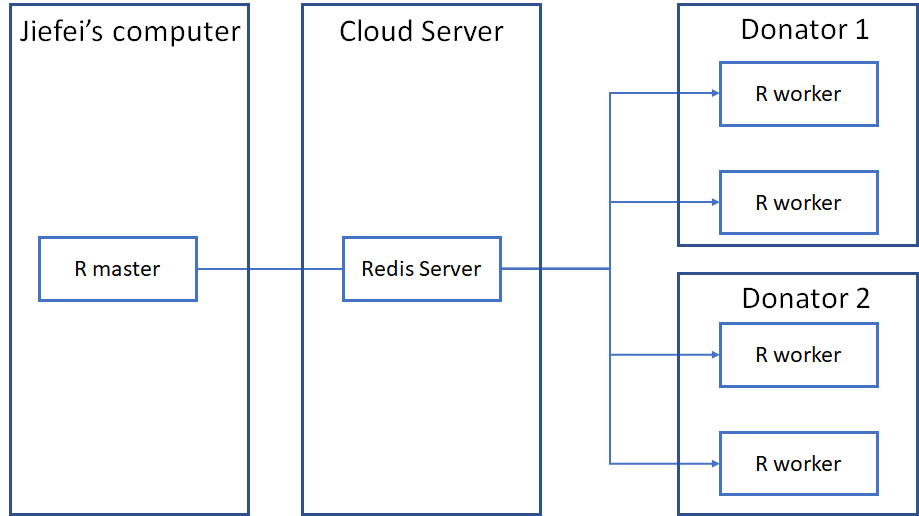 Jiefei's computer
Cloud Server
Donator 1
R worker
R worker
R master
Redis Server
Donator 2
R worker
R worker